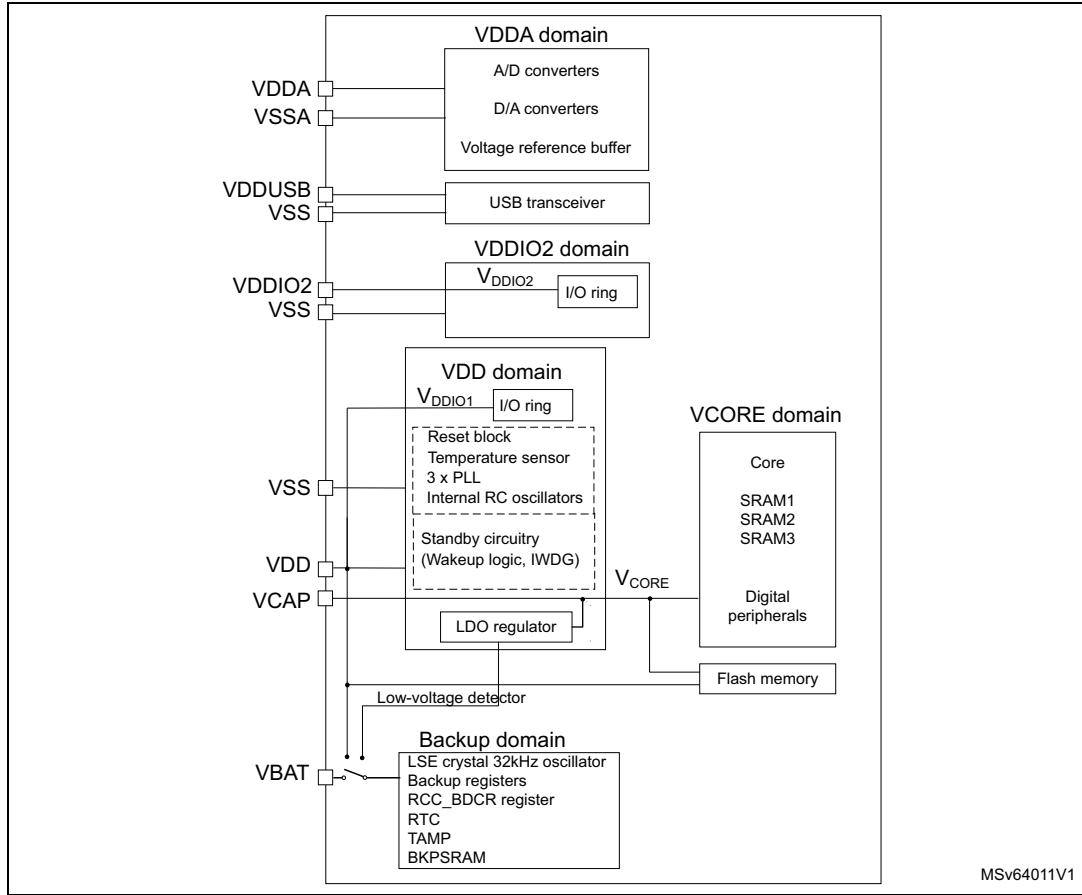 VDDA domain
A/D converters
VDDA
D/A converters
VSSA
Voltage reference buffer
VDDUSB
USB transceiver
VSS
VDDIO2 domain
VDDIO2
VDDIO2
I/O ring
VSS
VDD domain
VDDIO1
I/O ring
VCORE domain
Reset block
Temperature sensor
3 x PLL
Internal RC oscillators
VSS
Core
SRAM1
SRAM2
SRAM3
Standby circuitry
(Wakeup logic, IWDG)
VDD
VCORE
VCAP
Digital
peripherals
LDO regulator
Flash memory
Low-voltage detector
Backup domain
VBAT
LSE crystal 32kHz oscillator
Backup registers
RCC_BDCR register
RTC
TAMP
BKPSRAM
MSv64011V1